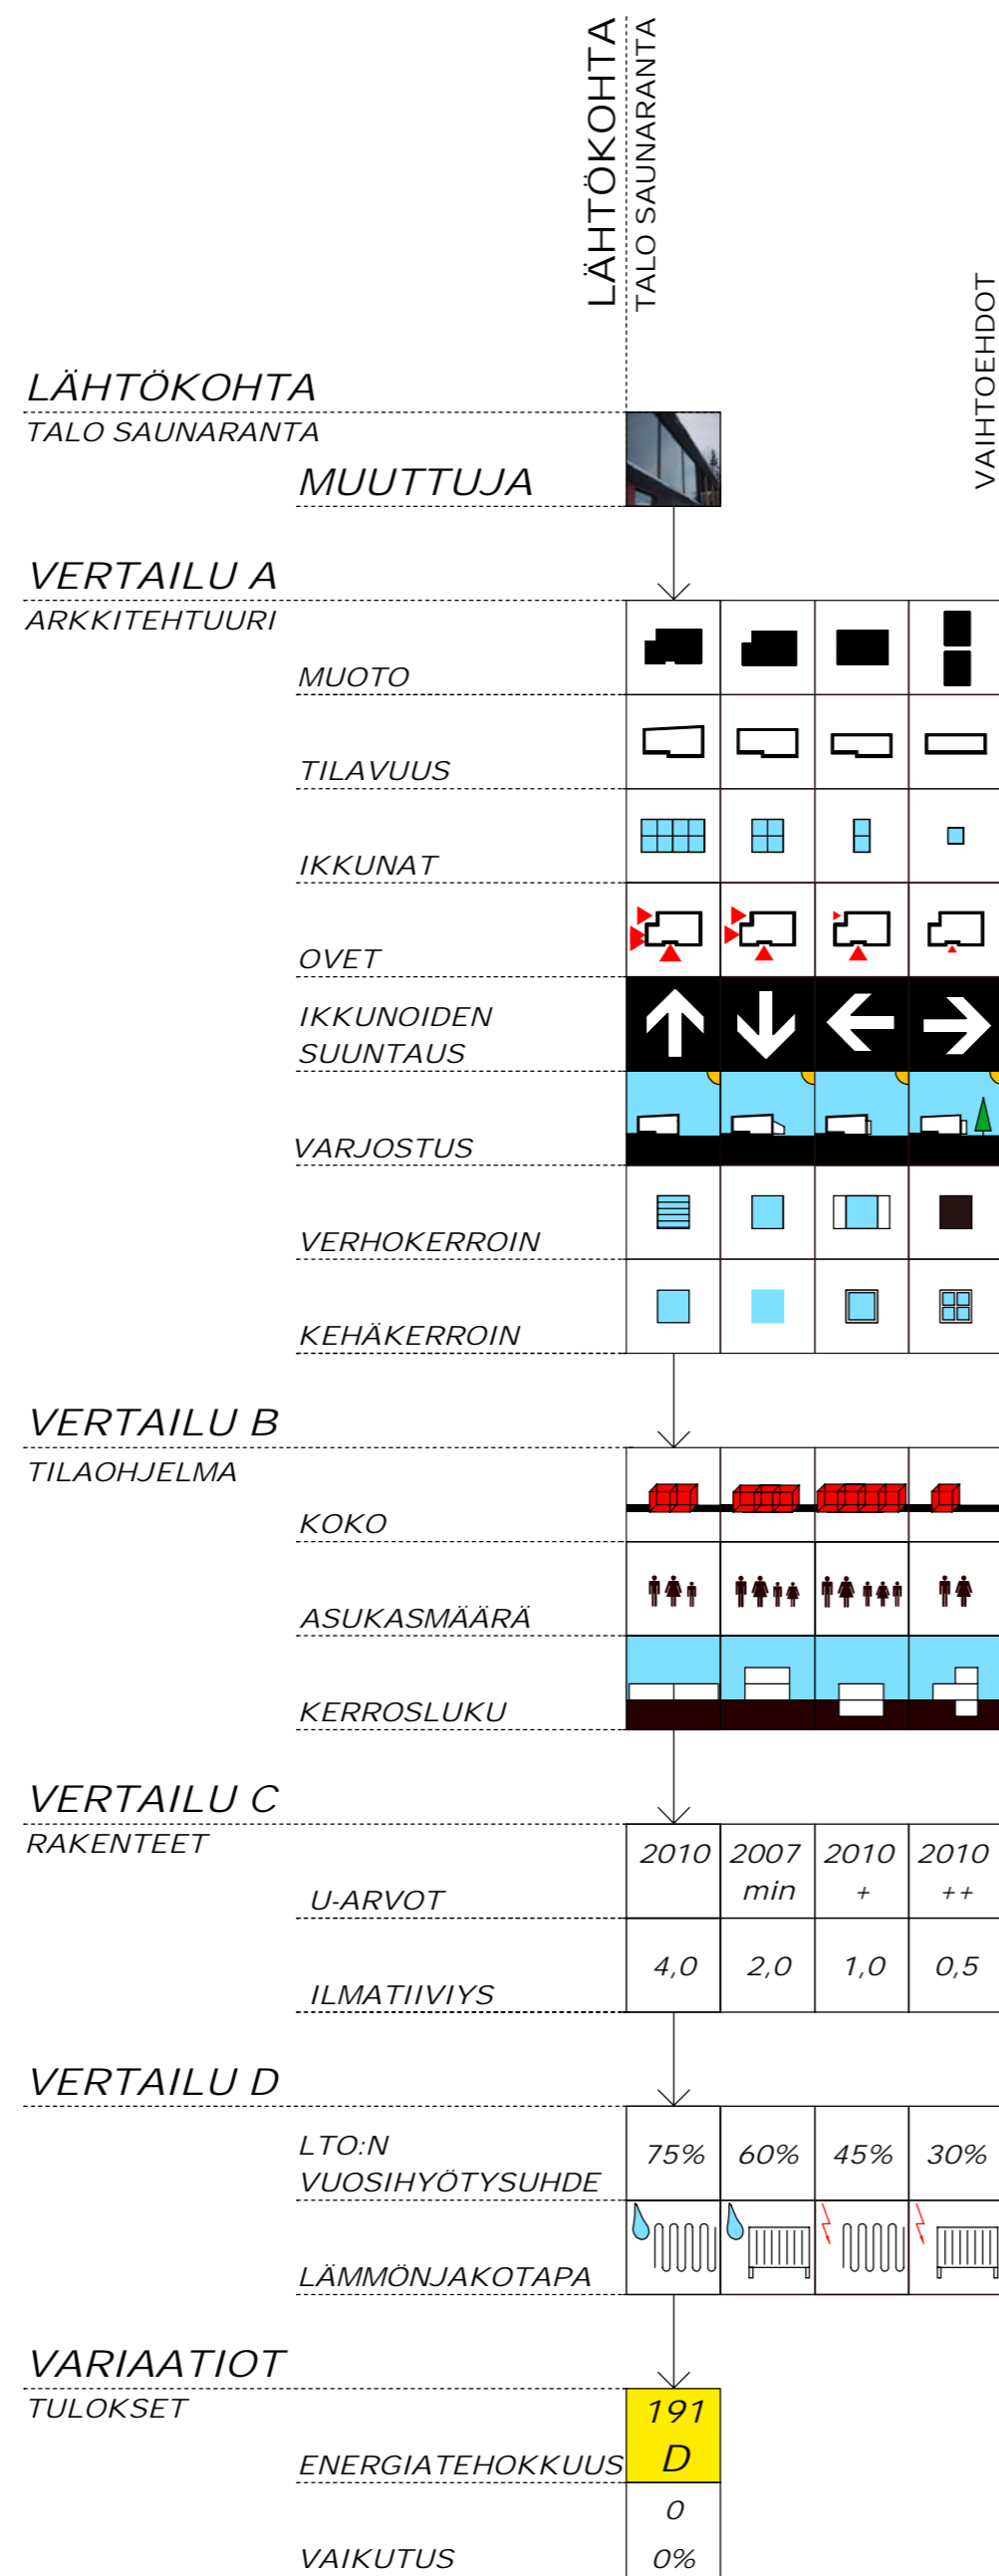 LÄHTÖKOHTA
TALO SAUNARANTA
VAIHTOEHDOT
LÄHTÖKOHTA
TALO SAUNARANTA
MUUTTUJA
VERTAILU A
ARKKITEHTUURI
MUOTO
TILAVUUS
IKKUNAT
OVET
IKKUNOIDEN
SUUNTAUS
VARJOSTUS
VERHOKERROIN
KEHÄKERROIN
VERTAILU B
TILAOHJELMA
KOKO
ASUKASMÄÄRÄ
KERROSLUKU
VERTAILU C
RAKENTEET
2010 2007 2010 2010
min + ++
U-ARVOT
4,0 2,0 1,0 0,5
ILMATIIVIYS
VERTAILU D
LTO:N
75% 60% 45% 30%
VUOSIHYÖTYSUHDE
LÄMMÖNJAKOTAPA
VARIAATIOT
TULOKSET
191
D
ENERGIATEHOKKUUS
0
VAIKUTUS 0%